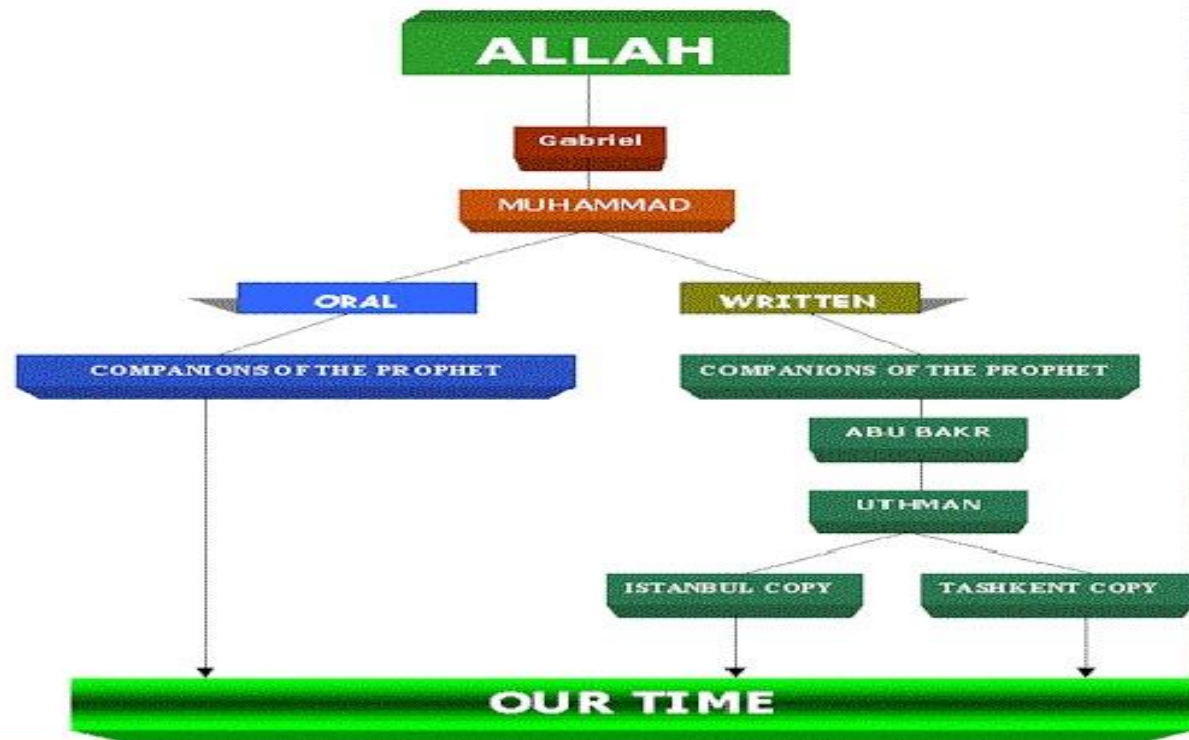 ALLAH
Gabriel
MUHAMMAD
ORAL
WRITTEN
COMPANIONS OF THE PROPHET
COMPANIONS OF THE PROPHET
ABU BAKR
UTHMAN
ISTANBUL COPY
TASHKENT COPY
OUR TIME